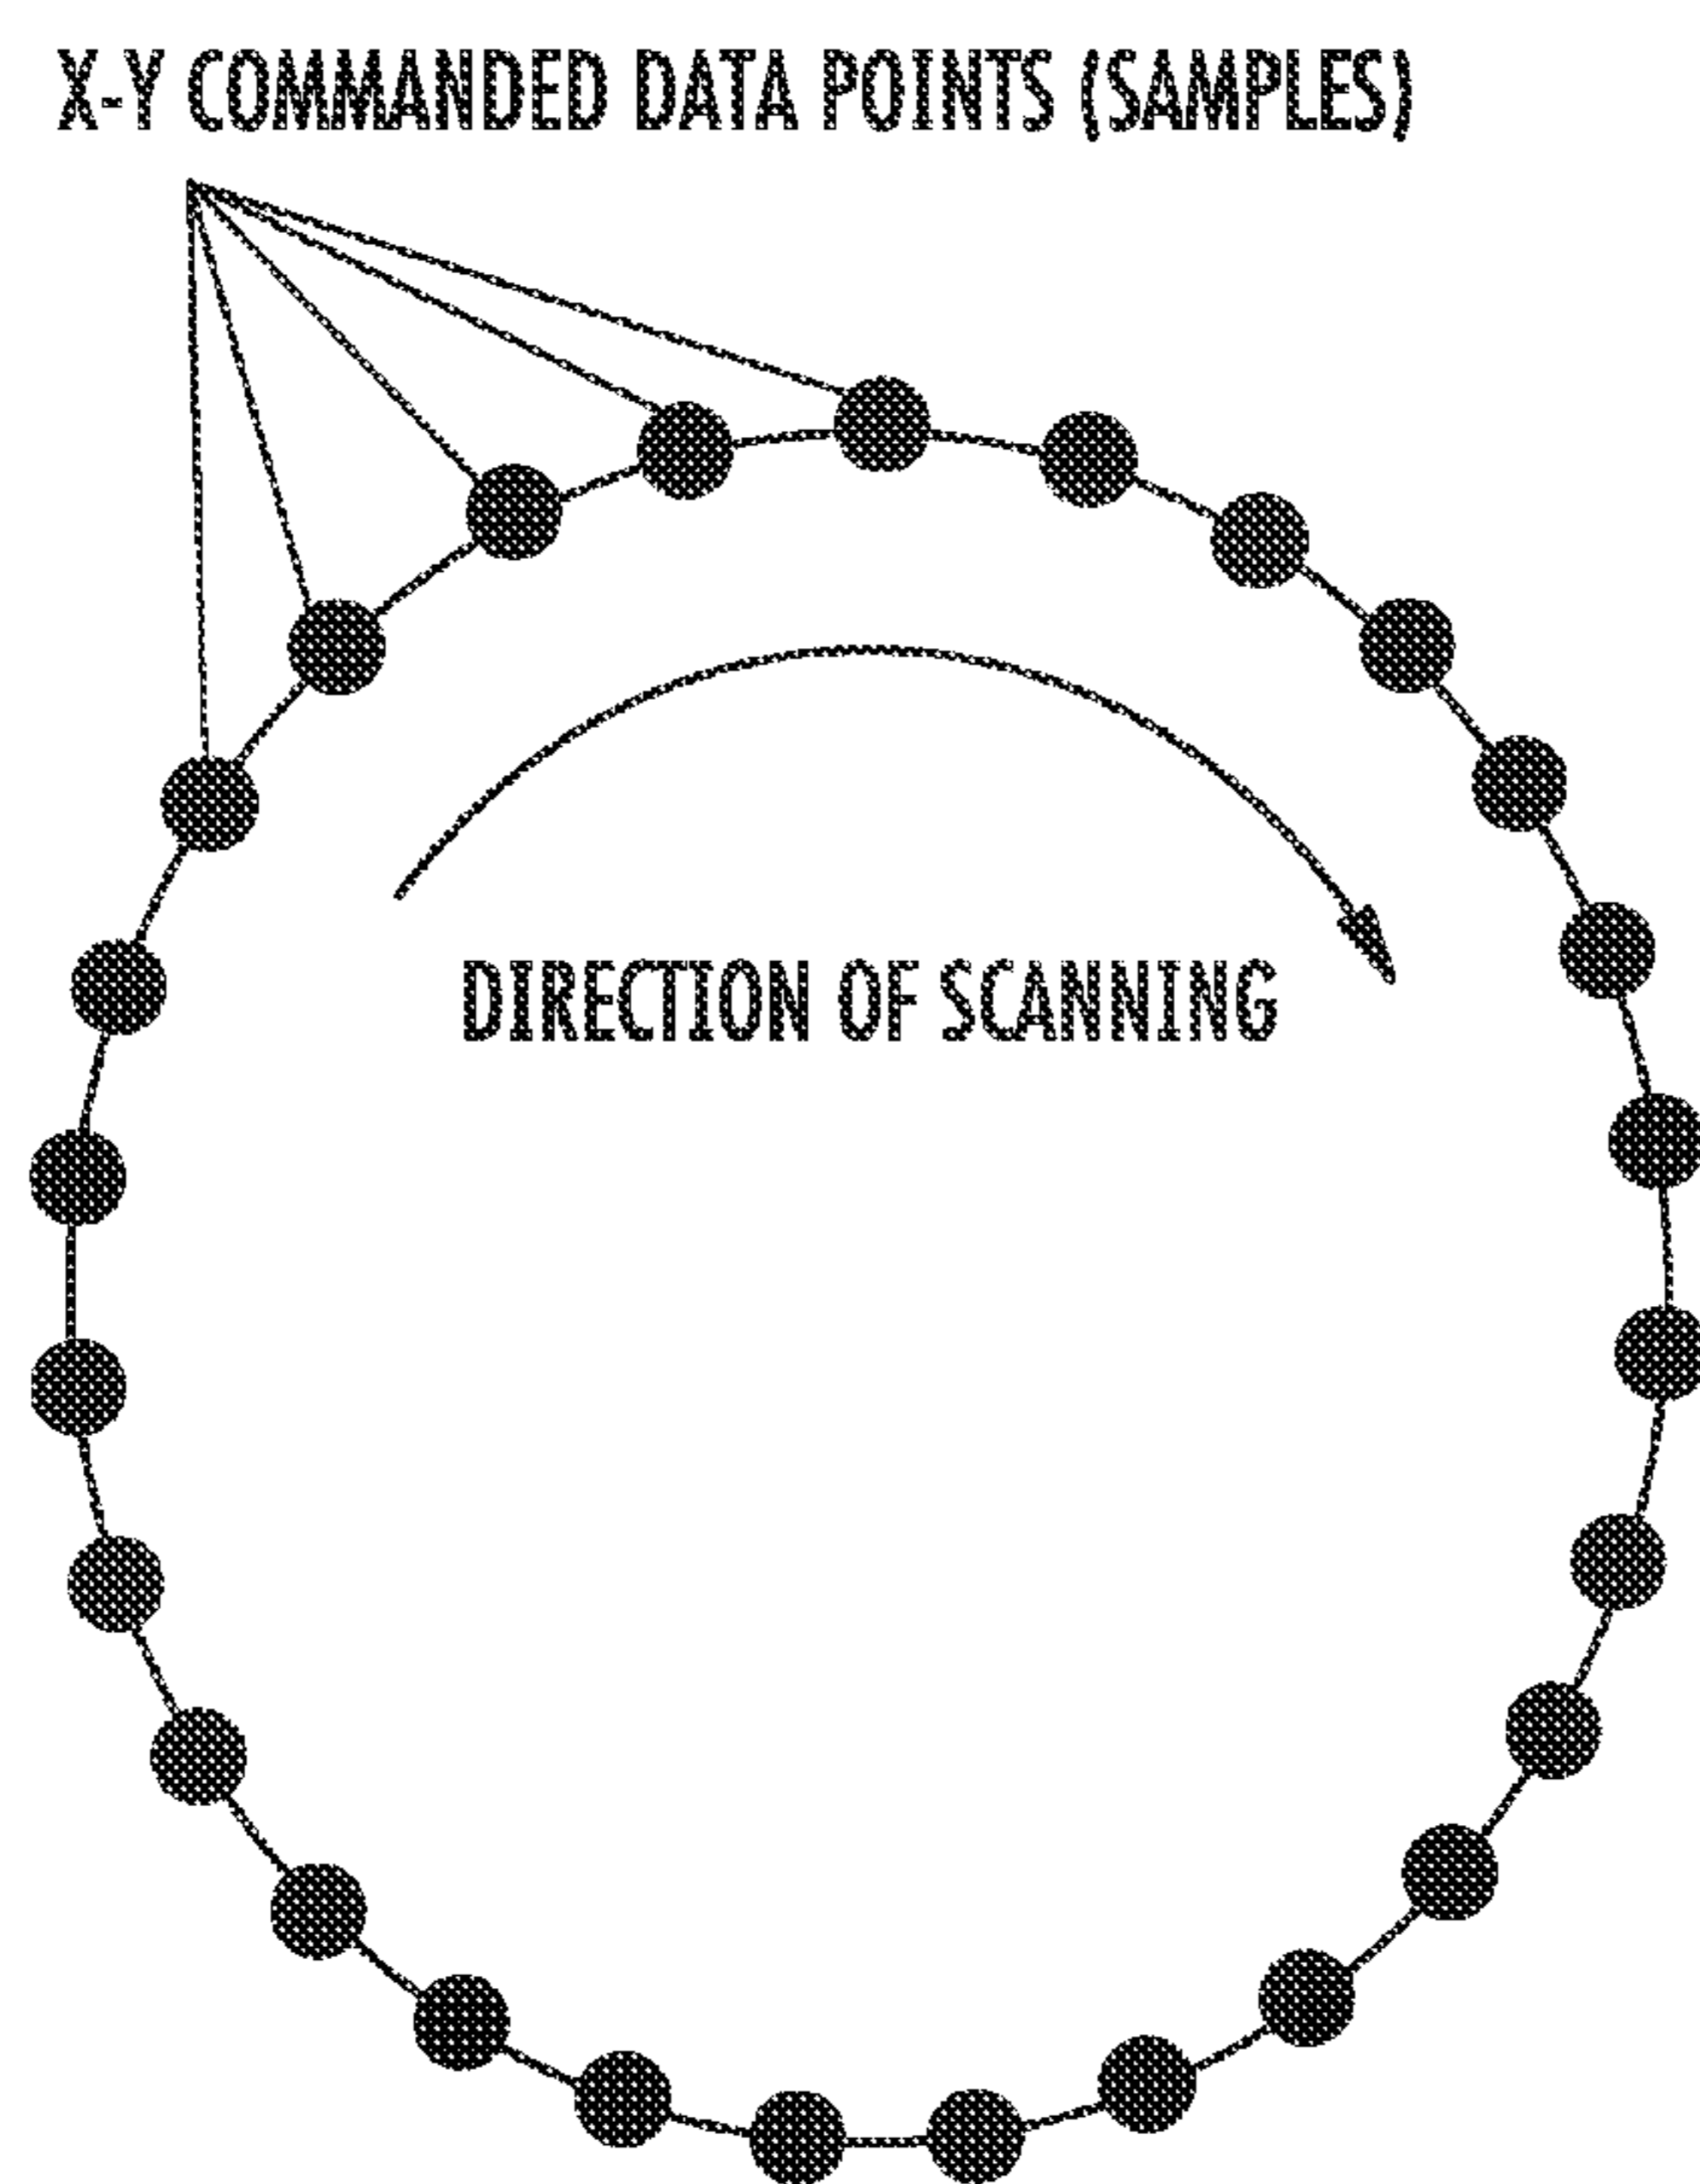 X-Y COMMANDED DATA POINTS (SAMPLES)
DIRECTION OF SCANNING